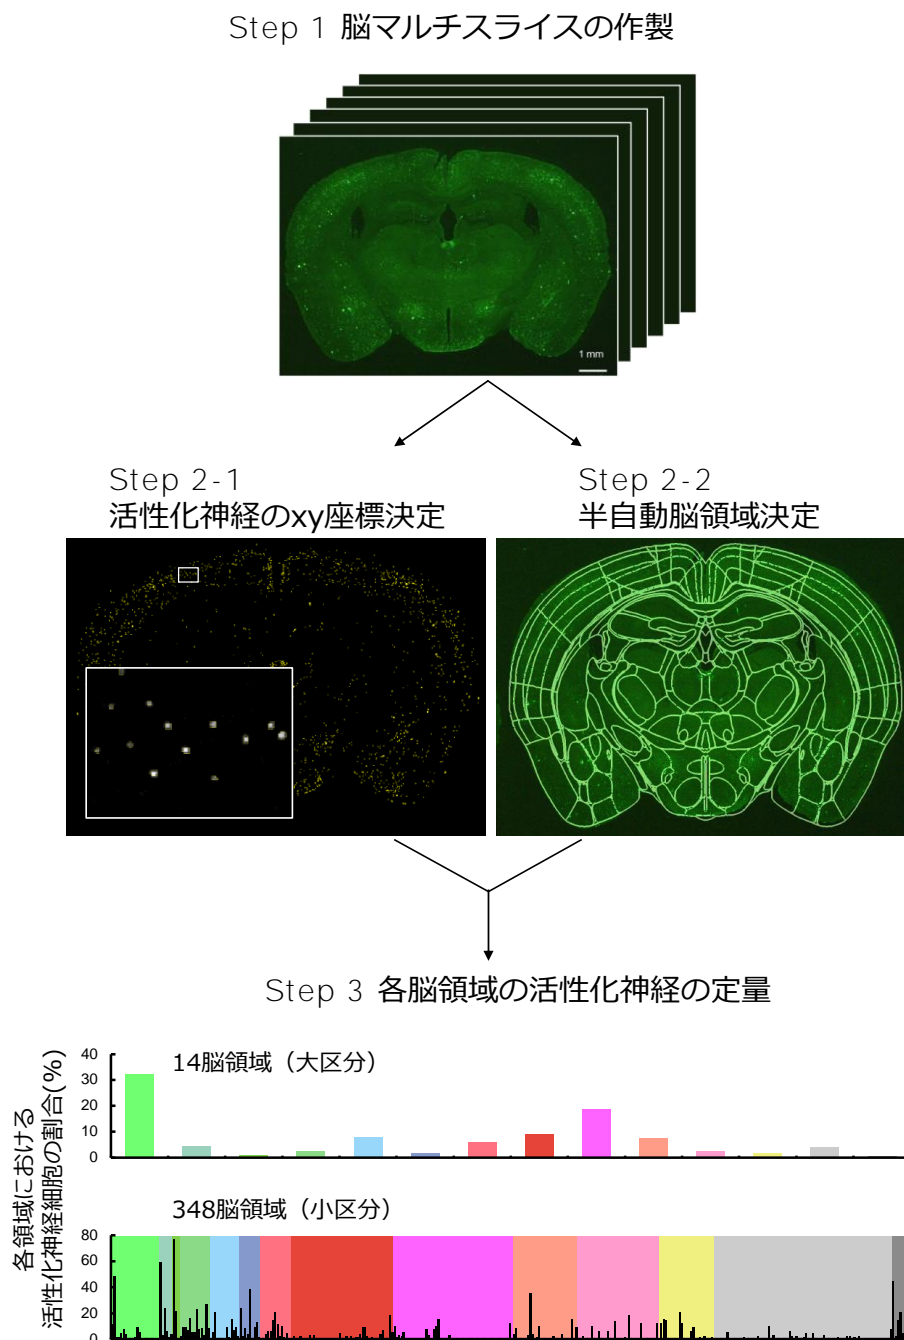 Step 1 脳マルチスライスの作製
1 mm
Step 2-1
活性化神経のxy座標決定
Step 2-2
半自動脳領域決定
Step 3 各脳領域の活性化神経の定量
各領域における
活性化神経細胞の割合(%)
14脳領域（大区分）
40
30
20
10
0
348脳領域（小区分）
80
60
40
20
0